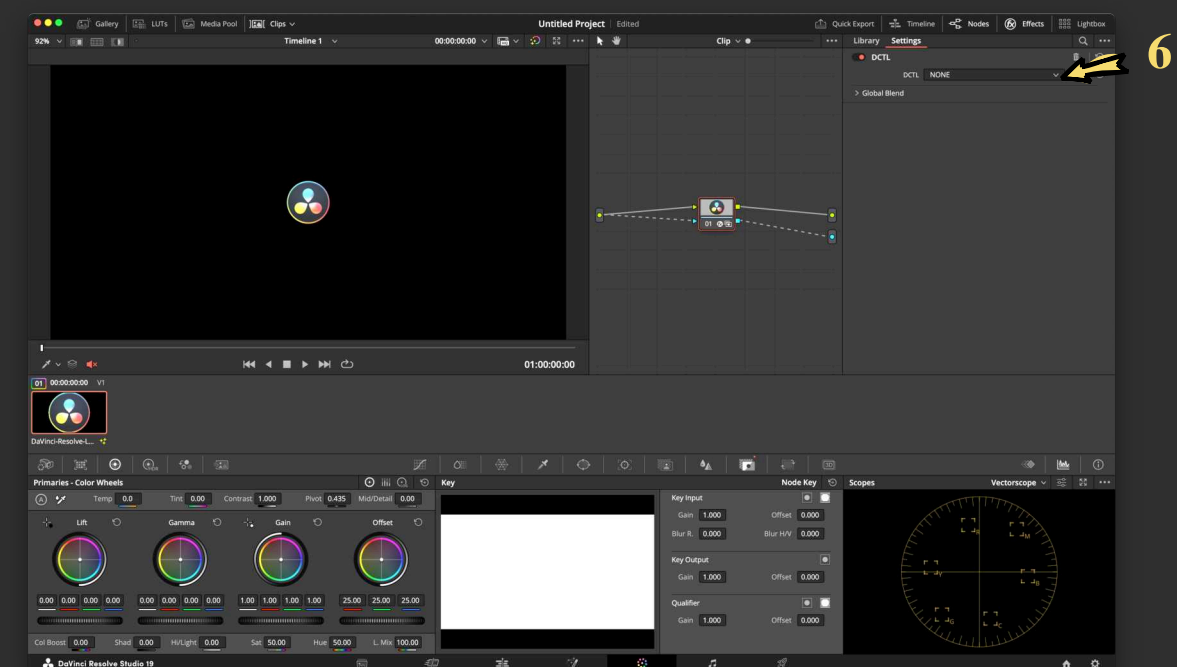 Gallery LUTs Media Pool Clips Untitled Project Edited Quick Export Timeline Nodes Effects Lightbox
92% Timeline 1 00:00:00:00 Clip Library Settings
6
DCTL
DCTL NONE
Global Blend
01
01:00:00:00
01 00:00:00:00 V1
DaVinci-Resolve-L...
3D
Primaries - Color Wheels Key Node Key Scopes Vectorscope
A Temp 0.0 Tint 0.00 Contrast 1.000 Pivot 0.435 Mid/Detail 0.00
Lift Gamma Gain Offset
0.00 0.00 0.00 0.00 0.00 0.00 0.00 0.00 1.00 1.00 1.00 1.00 25.00 25.00 25.00
Col Boost 0.00 Shad 0.00 Hi/Light 0.00 Sat 50.00 Hue 50.00 L. Mix 100.00
Key Input
Gain 1.000 Offset 0.000
Blur R. 0.000 Blur H/V 0.000
Key Output
Gain 1.000 Offset 0.000
Qualifier
Gain 1.000 Offset 0.000
R M
Y B
G C
DaVinci Resolve Studio 19